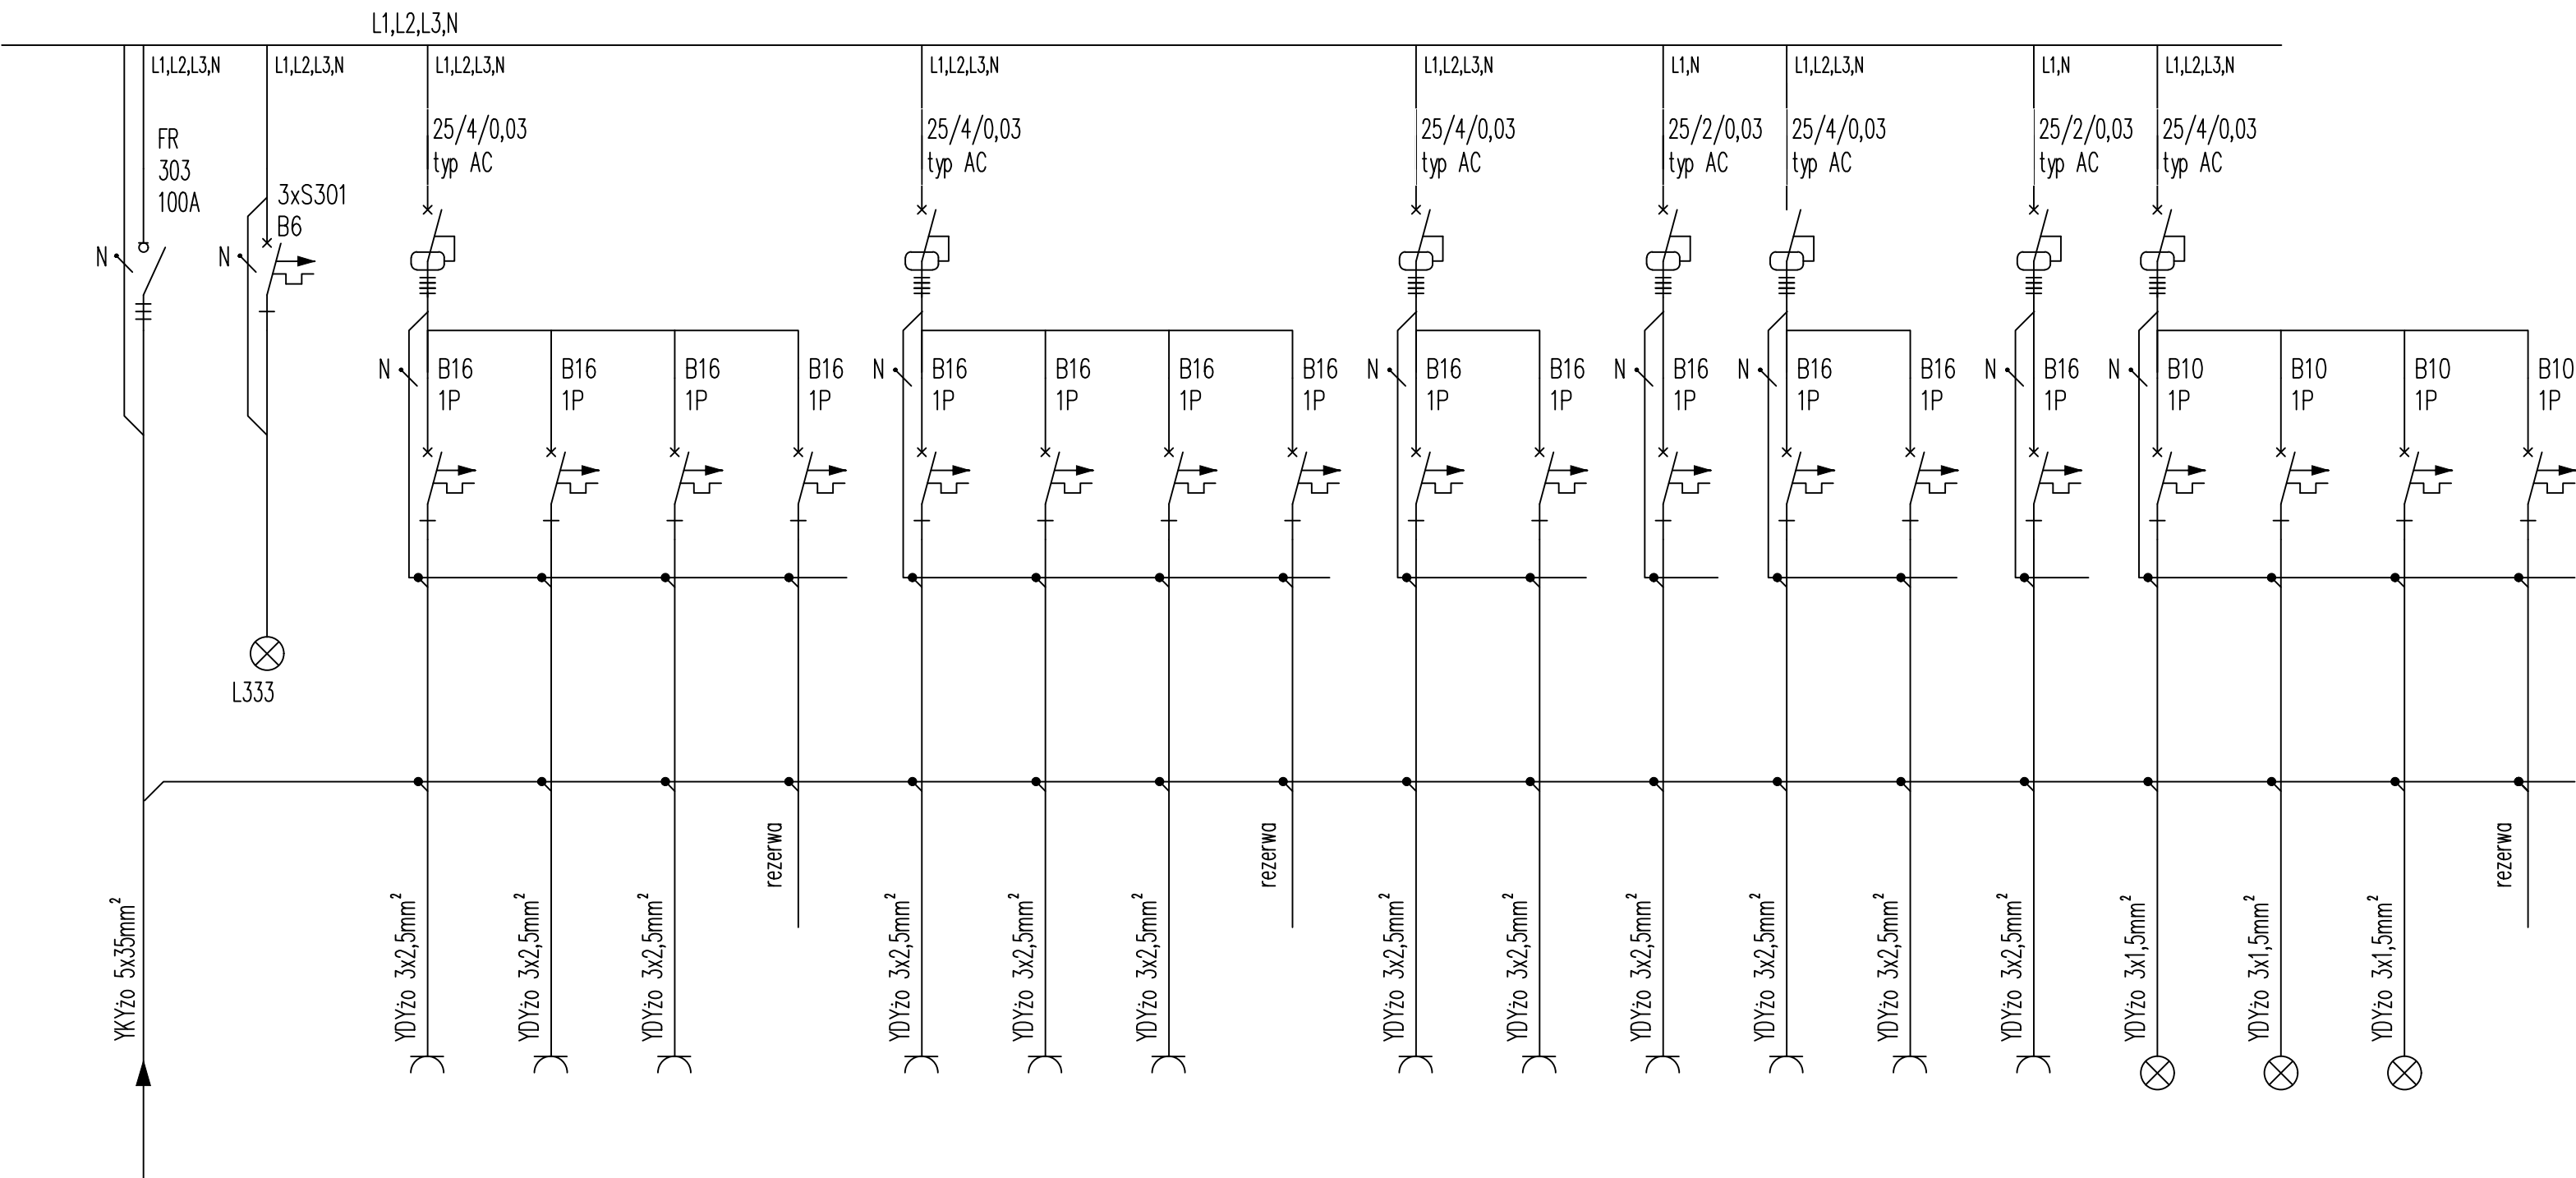 L1,L2,L3,N
L1,L2,L3,N
L1,L2,L3,N
L1,L2,L3,N
L1,L2,L3,N
L1,L2,L3,N
L1,N
L1,L2,L3,N
L1,N
L1,L2,L3,N
FR
303
100A
3xS301
B6
25/4/0,03
typ AC
25/4/0,03
typ AC
25/4/0,03
typ AC
25/2/0,03
typ AC
25/4/0,03
typ AC
25/2/0,03
typ AC
25/4/0,03
typ AC
N
N
N
B16
1P
B16
1P
B16
1P
B16
1P
N
B16
1P
B16
1P
B16
1P
B16
1P
N
B16
1P
B16
1P
N
B16
1P
N
B16
1P
B16
1P
N
B16
1P
N
B10
1P
B10
1P
B10
1P
B10
1P
L333
YKYżo 5x35mm²
YDYżo 3x2,5mm²
YDYżo 3x2,5mm²
YDYżo 3x2,5mm²
rezerwa
YDYżo 3x2,5mm²
YDYżo 3x2,5mm²
YDYżo 3x2,5mm²
rezerwa
YDYżo 3x2,5mm²
YDYżo 3x2,5mm²
YDYżo 3x2,5mm²
YDYżo 3x2,5mm²
YDYżo 3x2,5mm²
YDYżo 3x2,5mm²
YDYżo 3x1,5mm²
YDYżo 3x1,5mm²
YDYżo 3x1,5mm²
rezerwa